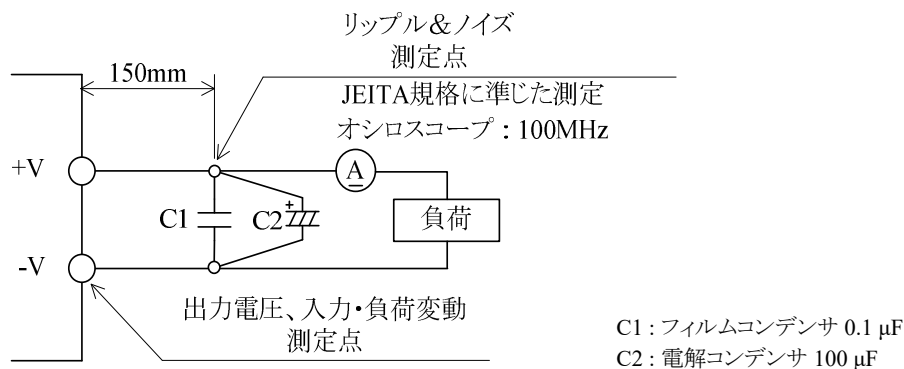 リップル＆ノイズ
測定点
150mm
JEITA規格に準じた測定
オシロスコープ：100MHz
+V
A
C1
C2
+
負荷
-V
出力電圧、入力・負荷変動
測定点
C1 : フィルムコンデンサ 0.1 µF
C2 : 電解コンデンサ 100 µF